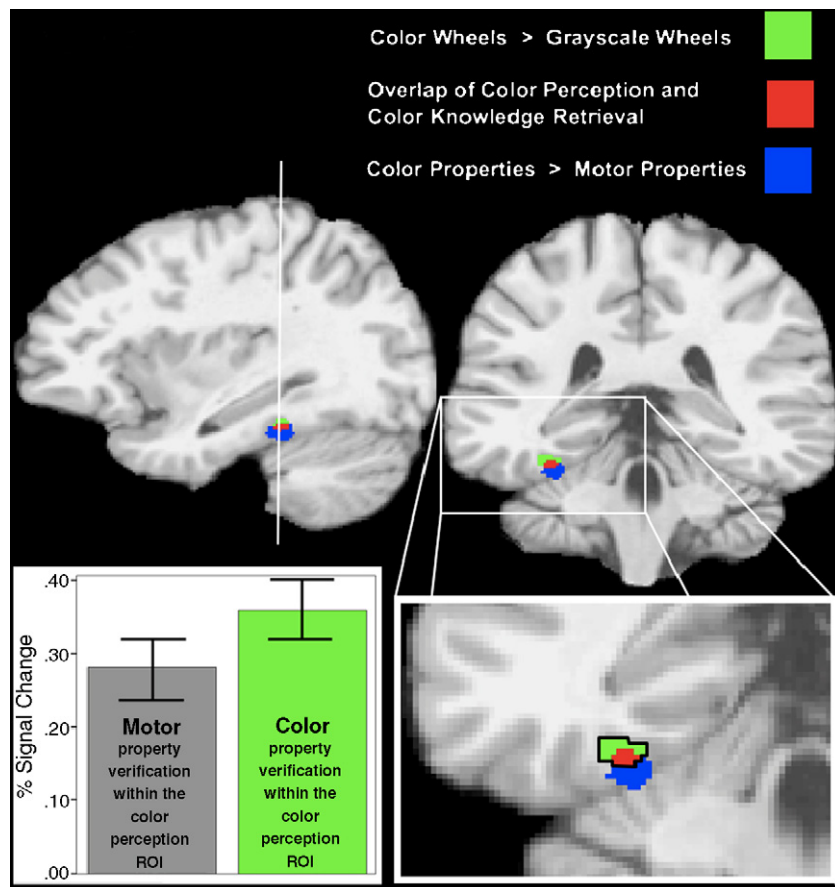 Color Wheels > Grayscale Wheels
Overlap of Color Perception and
Color Knowledge Retrieval
Color Properties > Motor Properties
% Signal Change
.40
.30
.20
.10
.00
Motor
property
verification
within the
color
perception
ROI
Color
property
verification
within the
color
perception
ROI